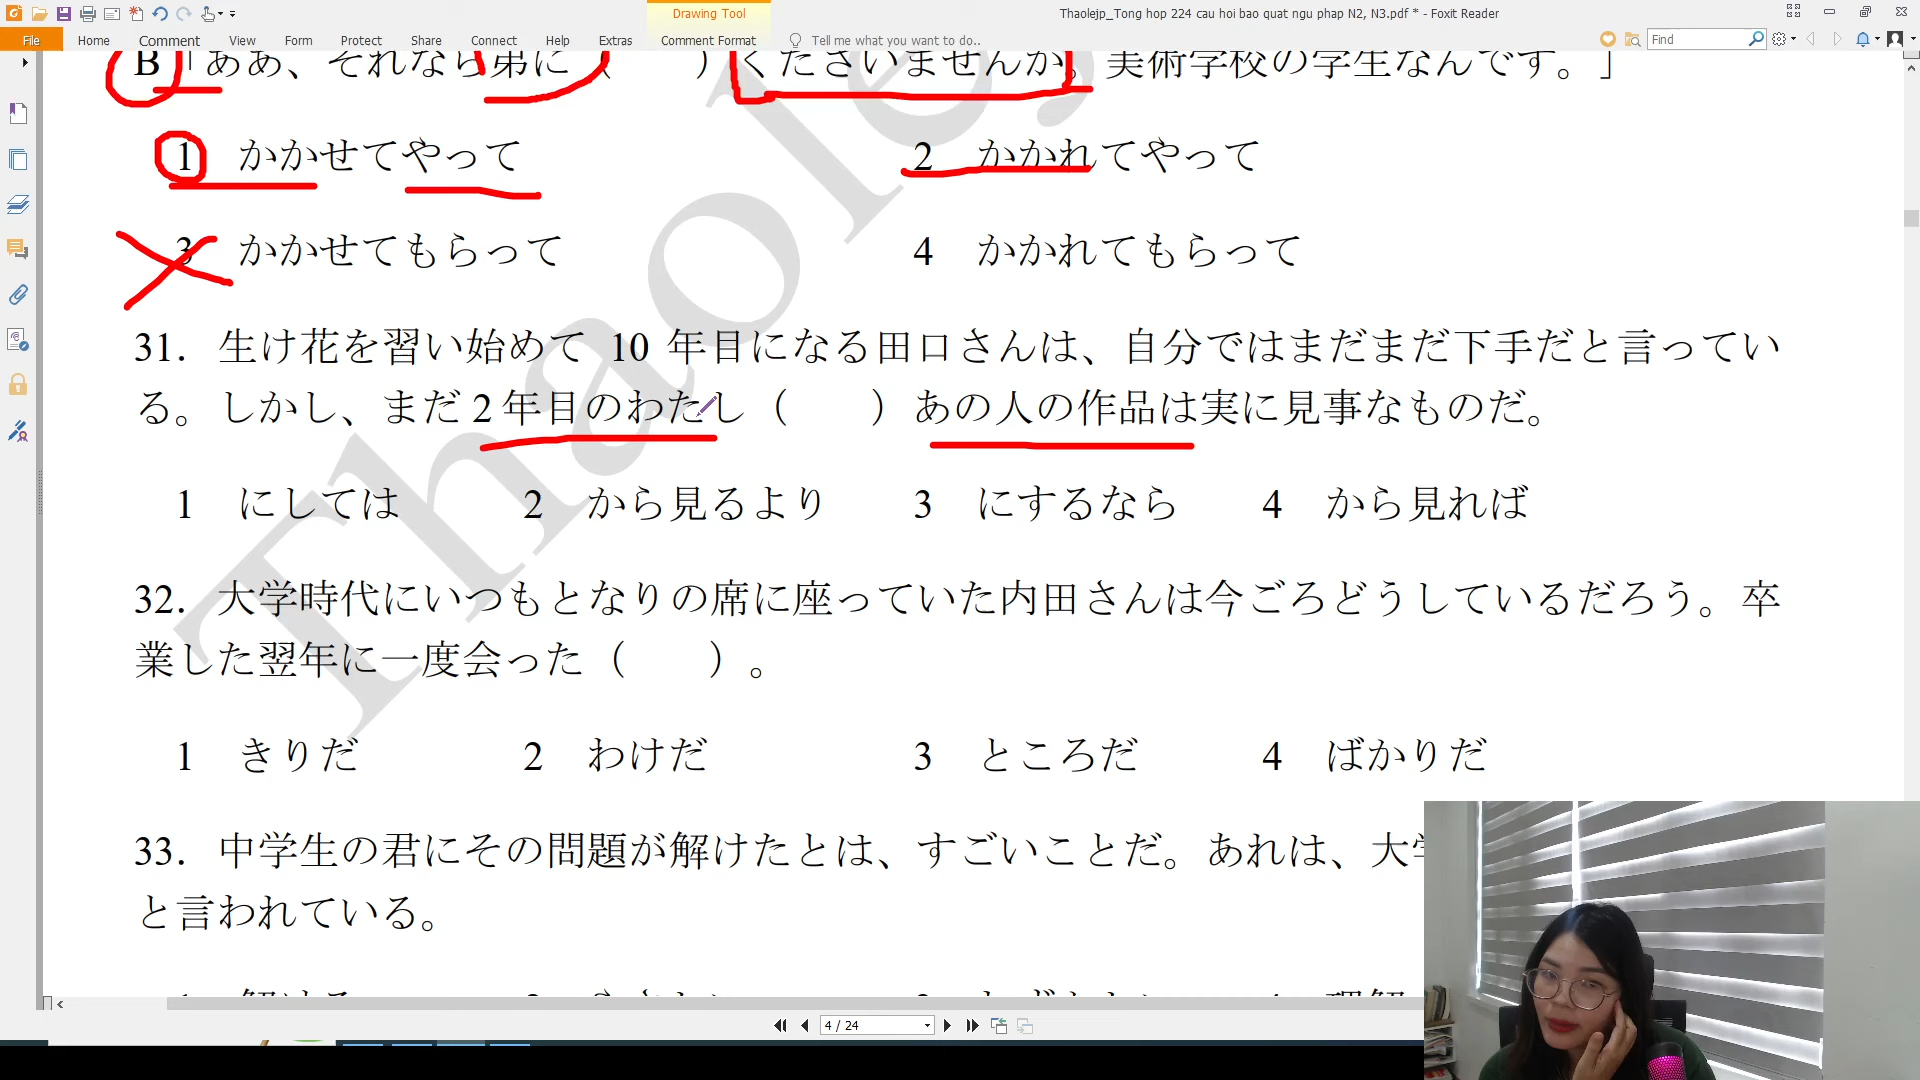 Drawing Tool
Thaolejp_Tong hop 224 cau hoi bao quat ngu phap N2, N3.pdf * - Foxit Reader
File Home Comment View Form Protect Share Connect Help Extras Comment Format Tell me what you want to do.. Find
B「ああ、それなら弟に（　　）くださいませんか。美術学校の学生なんです。」
1 かかせてやって 2 かかれてやって
3 かかせてもらって 4 かかれてもらって
31. 生け花を習い始めて 10 年目になる田口さんは、自分ではまだまだ下手だと言ってい
る。しかし、まだ 2 年目のわたし（　　）あの人の作品は実に見事なものだ。
1 にしては 2 から見るより 3 にするなら 4 から見れば
32. 大学時代にいつもとなりの席に座っていた内田さんは今ごろどうしているだろう。卒
業した翌年に一度会った（　　）。
1 きりだ 2 わけだ 3 ところだ 4 ばかりだ
33. 中学生の君にその問題が解けたとは、すごいことだ。あれは、大学
と言われている。
4 / 24
Thaolej